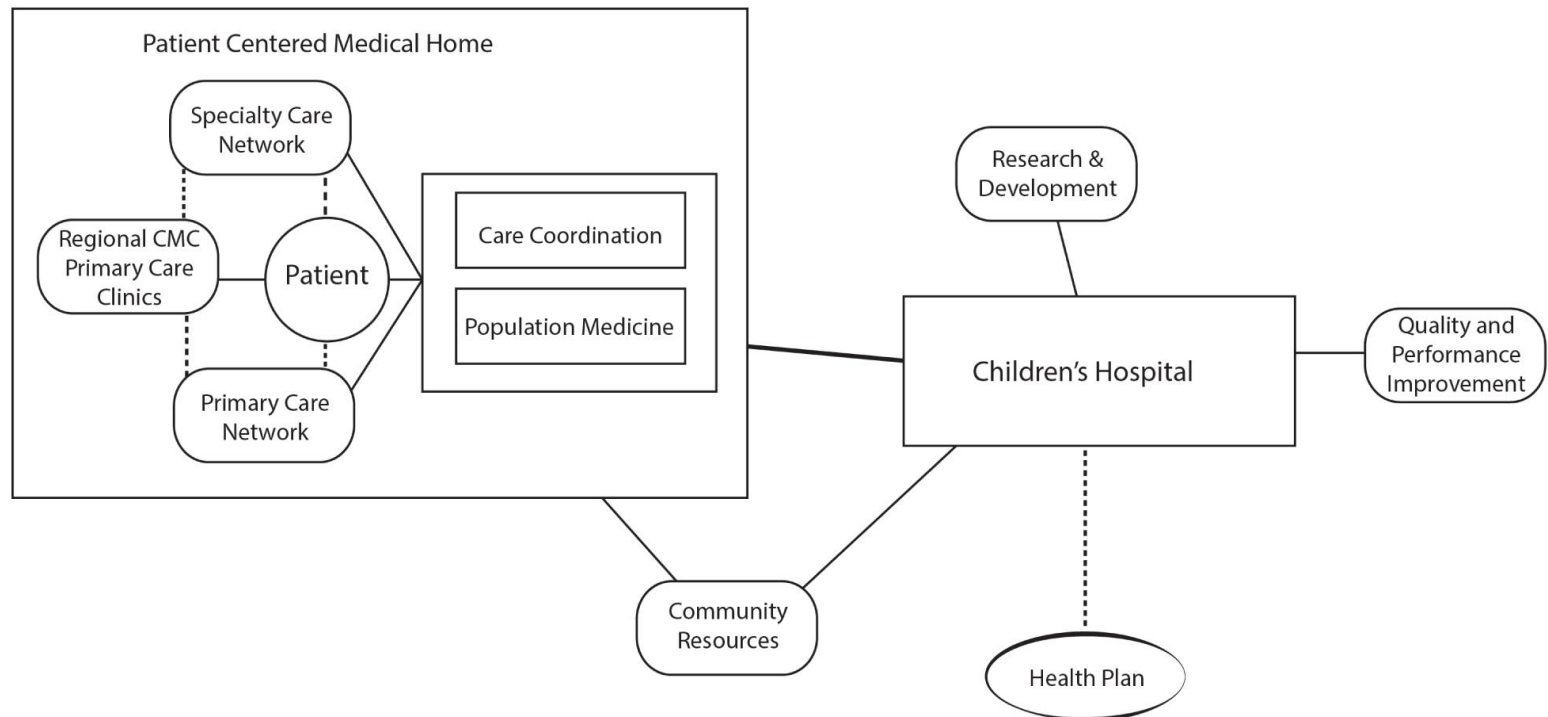 Patient Centered Medical Home
Specialty Care
Network
Regional CMC
Primary Care
Clinics
Patient
Primary Care
Network
Care Coordination
Population Medicine
Research &
Development
Children’s Hospital
Quality and
Performance
Improvement
Community
Resources
Health Plan